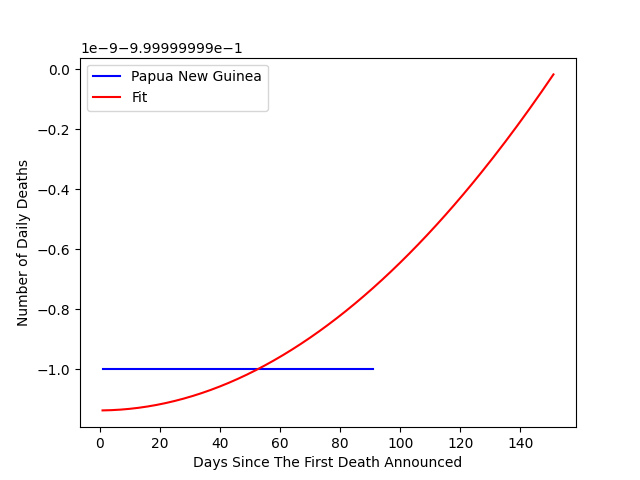 1e−9−9.99999999e−1
Papua New Guinea
Fit
0.0
−0.2
−0.4
−0.6
−0.8
−1.0
Number of Daily Deaths
0 20 40 60 80 100 120 140
Days Since The First Death Announced